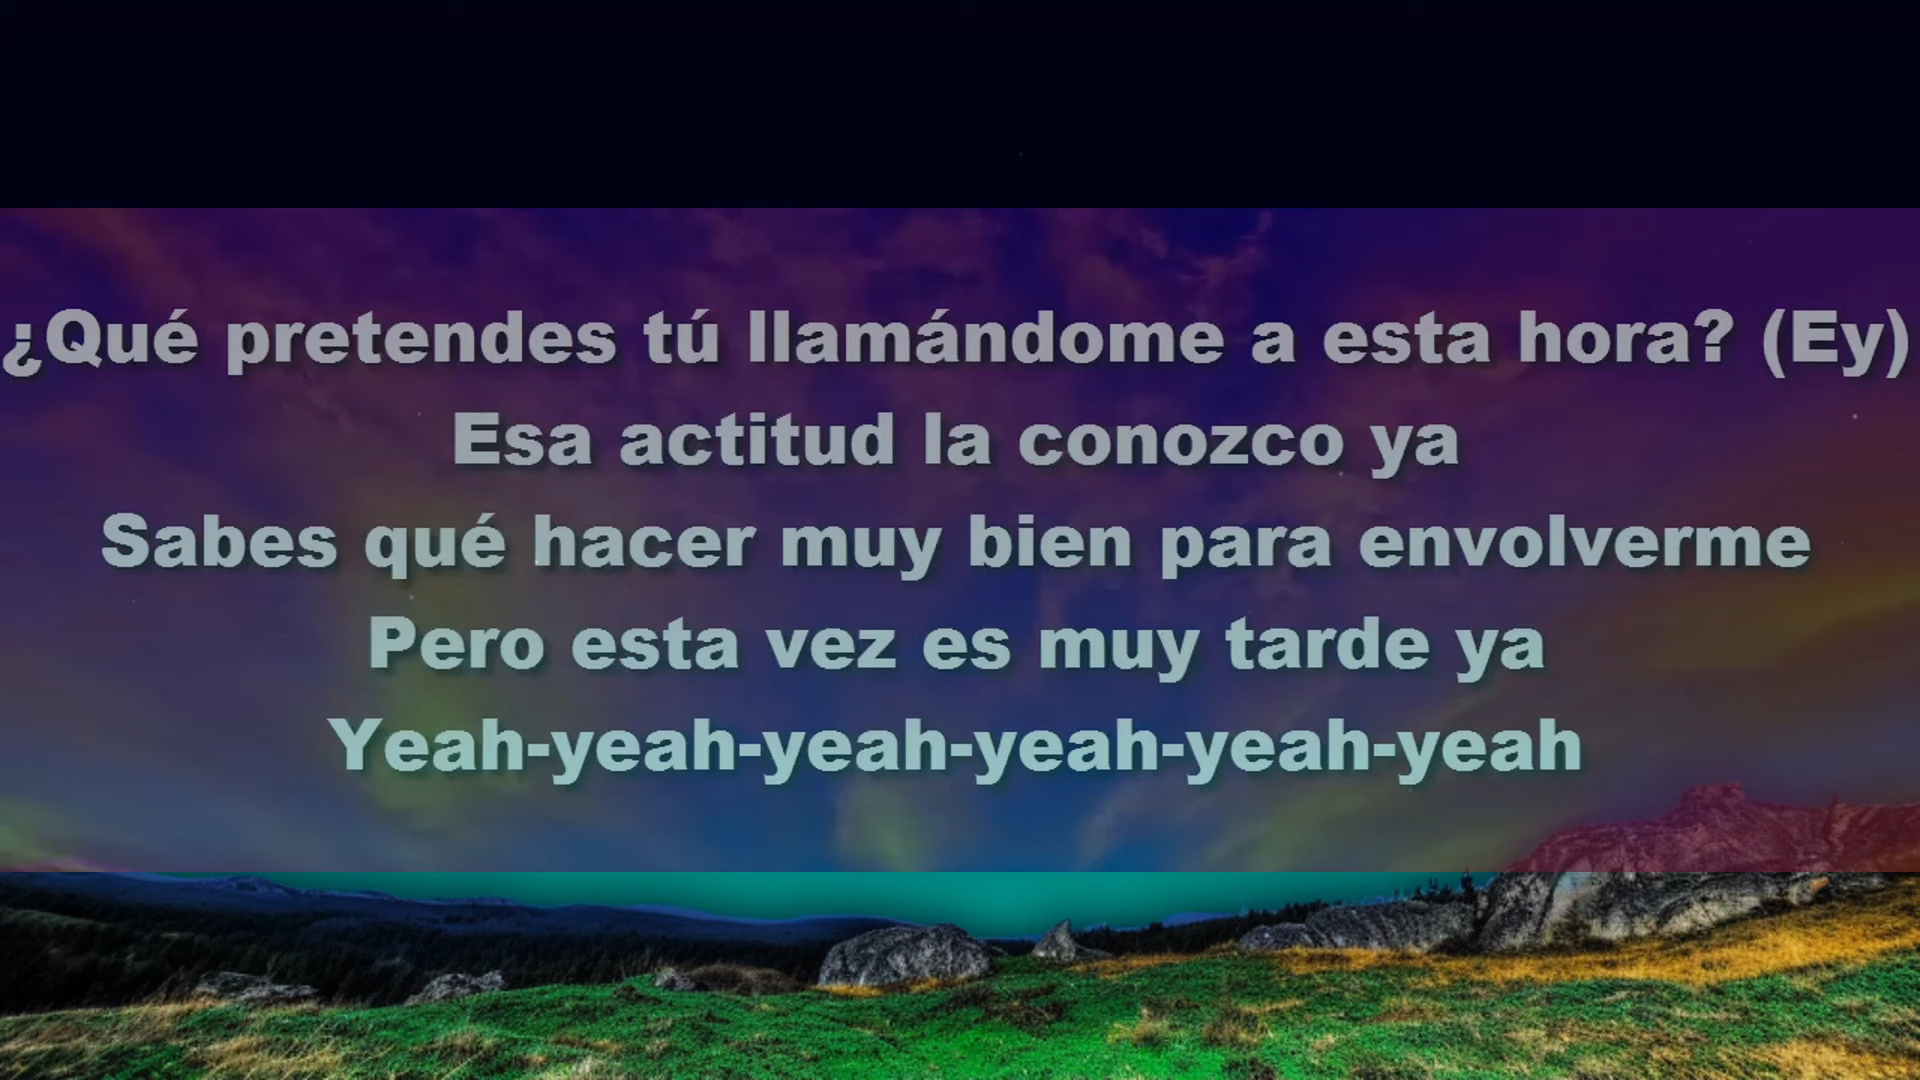 ¿Qué pretendes tú llamándome a esta hora? (Ey)
Esa actitud la conozco ya
Sabes qué hacer muy bien para envolverme
Pero esta vez es muy tarde ya
Yeah-yeah-yeah-yeah-yeah-yeah